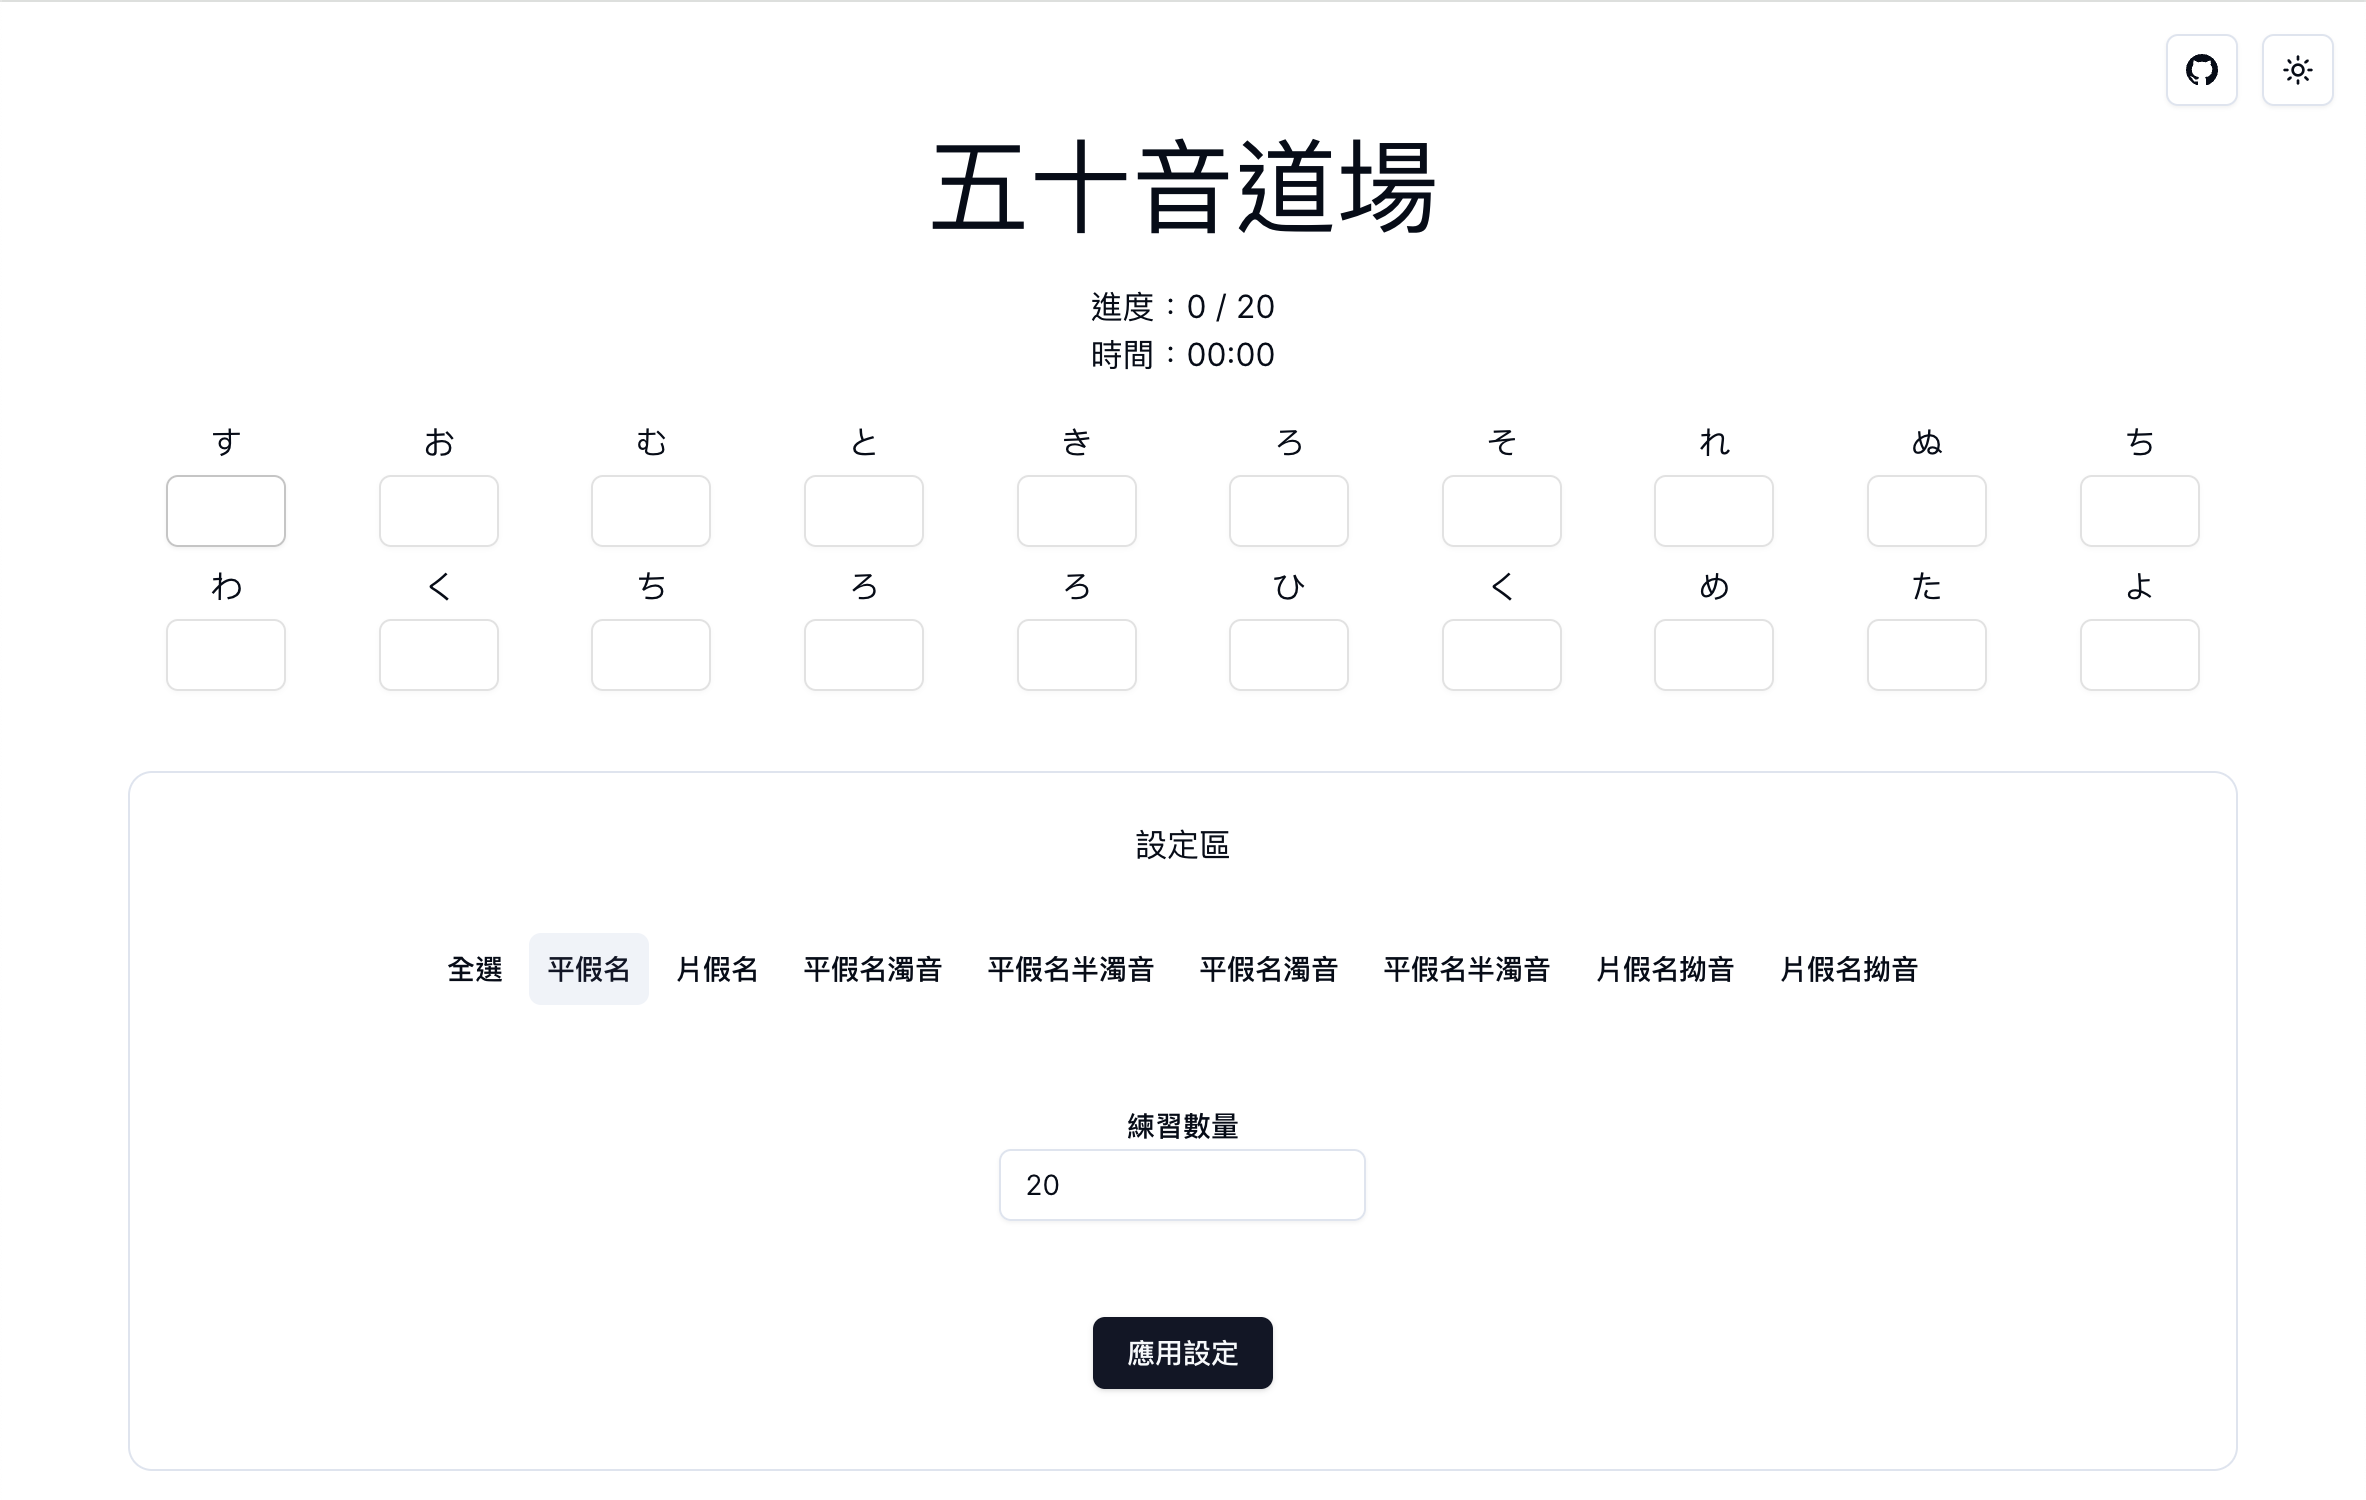 五十音道場
進度：0 / 20
時間：00:00
す お む と き ろ そ れ ぬ ち
わ く ち ろ ろ ひ く め た よ
設定區
全選 平假名 片假名 平假名濁音 平假名半濁音 平假名濁音 平假名半濁音 片假名拗音 片假名拗音
練習數量
20
應用設定